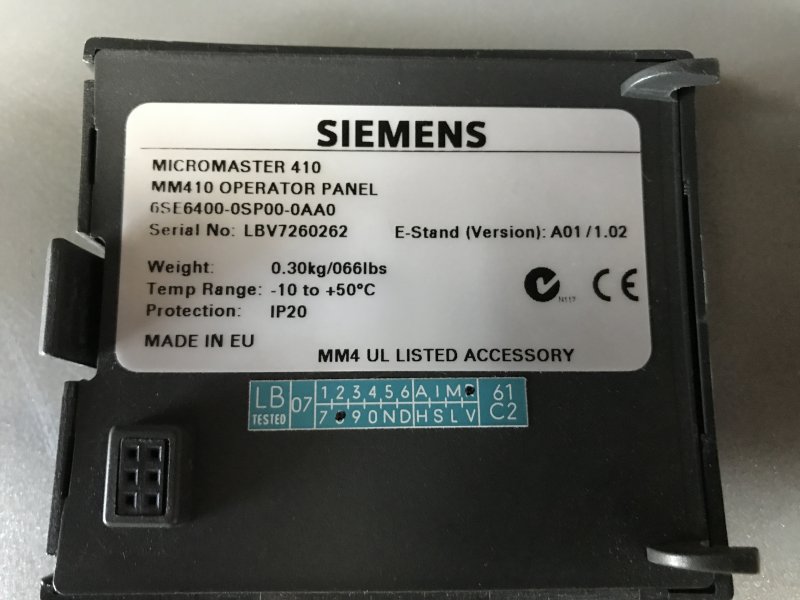 SIEMENS
MICROMASTER 410
MM410 OPERATOR PANEL
6SE6400-0SP00-0AA0
Serial No: LBV7260262 E-Stand (Version): A01/1.02
Weight: 0.30kg/066lbs
Temp Range: -10 to +50°C
N117
Protection: IP20
MADE IN EU
MM4 UL LISTED ACCESSORY
LB 07 1,2,3,4,5,6 A I M 61
TESTED 7 9 0 N D H S L V C2